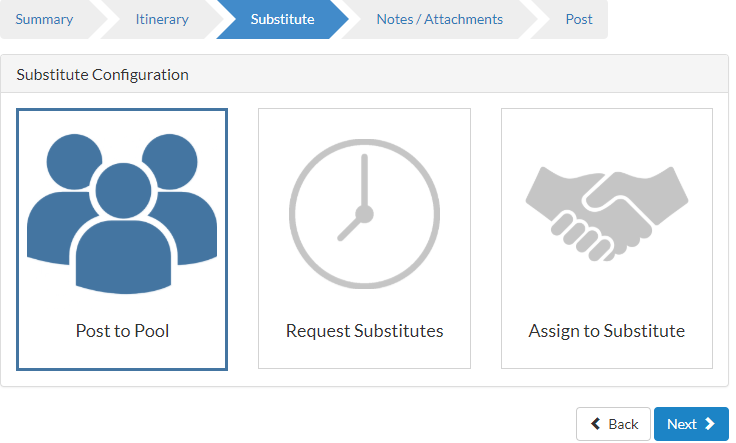 Summary Itinerary Substitute Notes / Attachments Post
Substitute Configuration
Post to Pool Request Substitutes Assign to Substitute
Back Next